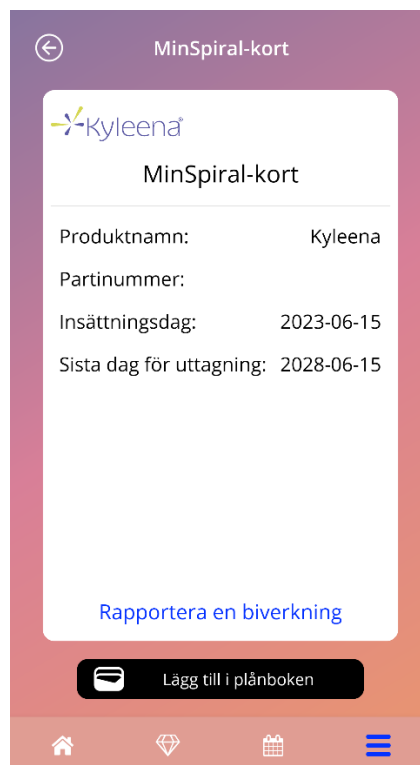 MinSpiral-kort
Kyleena®
MinSpiral-kort
Produktnamn: Kyleena
Partinummer:
Insättningsdag: 2023-06-15
Sista dag för uttagning: 2028-06-15
Rapportera en biverkning
Lägg till i plånboken